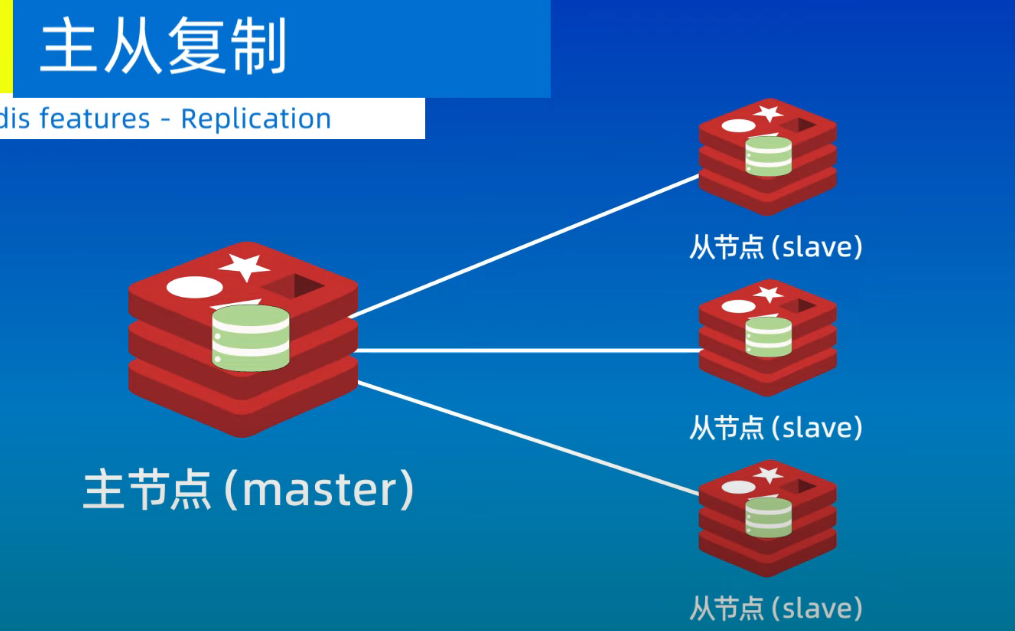 主从复制
dis features - Replication
从节点 (slave)
从节点 (slave)
主节点 (master)
从节点 (slave)